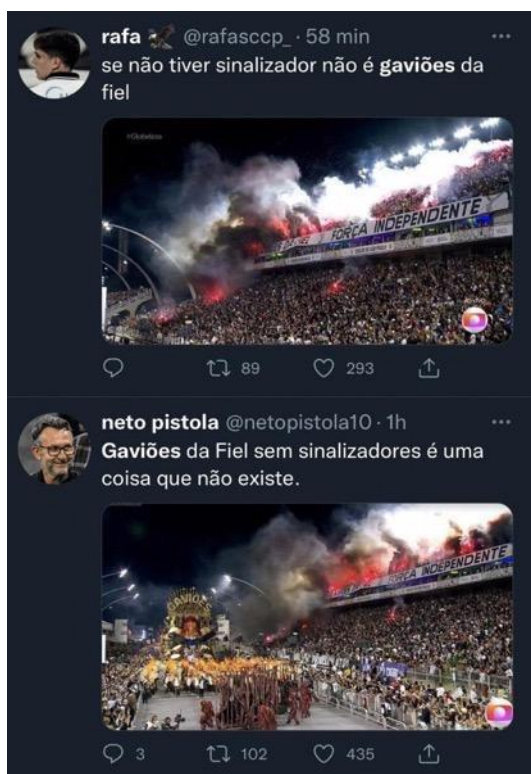 rafa @rafasccp_ · 58 min
se não tiver sinalizador não é gaviões da
fiel
FORÇA INDEPENDENTE
89 293
neto pistola @netopistola10 · 1h
Gaviões da Fiel sem sinalizadores é uma
coisa que não existe.
FORÇA INDEPENDENTE
GAVIÕES
3 102 435